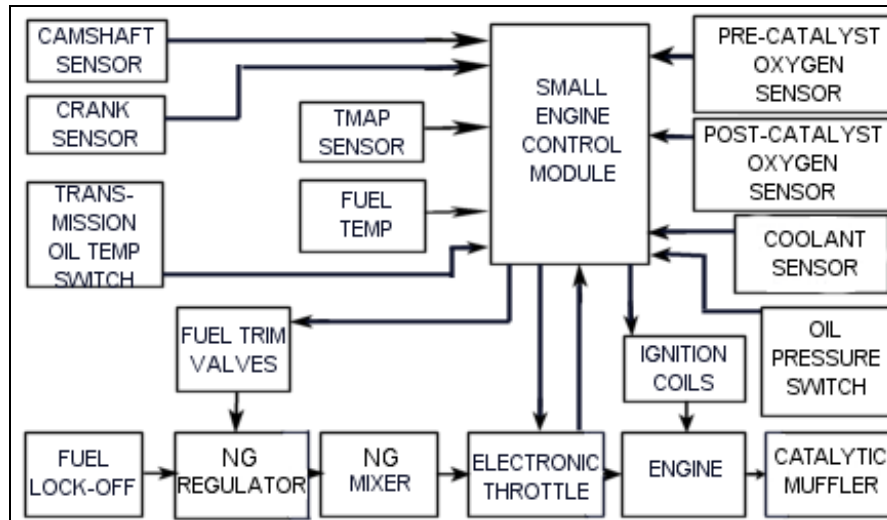 CAMSHAFT
SENSOR
CRANK
SENSOR
TRANS-
MISSION
OIL TEMP
SWITCH
TMAP
SENSOR
FUEL
TEMP
SMALL
ENGINE
CONTROL
MODULE
PRE-CATALYST
OXYGEN
SENSOR
POST-CATALYST
OXYGEN
SENSOR
COOLANT
SENSOR
OIL
PRESSURE
SWITCH
FUEL TRIM
VALVES
IGNITION
COILS
FUEL
LOCK-OFF
NG
REGULATOR
NG
MIXER
ELECTRONIC
THROTTLE
ENGINE
CATALYTIC
MUFFLER